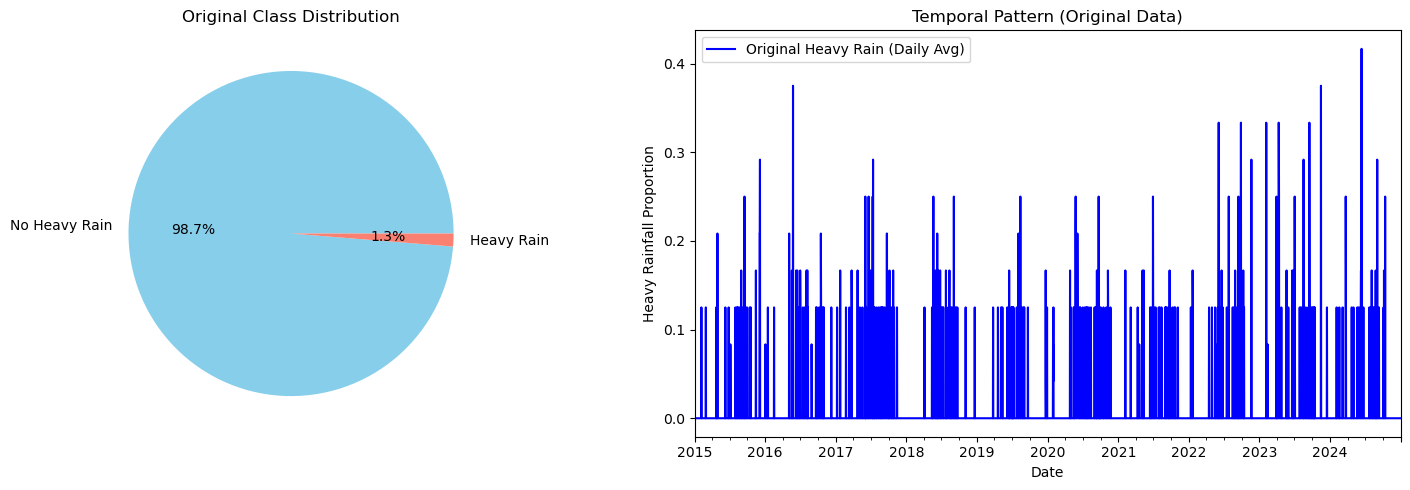 Original Class Distribution
No Heavy Rain
98.7%
1.3%
Heavy Rain
Temporal Pattern (Original Data)
Original Heavy Rain (Daily Avg)
Heavy Rainfall Proportion
0.4
0.3
0.2
0.1
0.0
2015 2016 2017 2018 2019 2020 2021 2022 2023 2024
Date